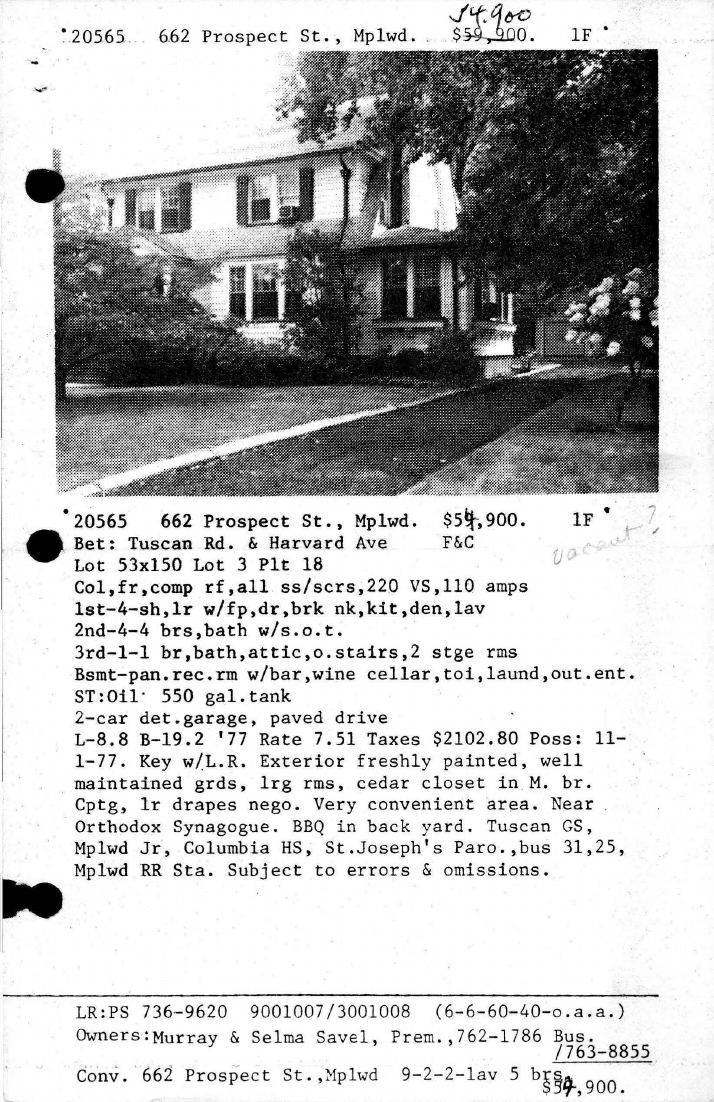 54.900
20565 662 Prospect St., Mplwd. $59,900. 1F
20565 662 Prospect St., Mplwd. $54,900. 1F
Bet: Tuscan Rd. & Harvard Ave F&C
vacant?
Lot 53x150 Lot 3 Plt 18
Col,fr,comp rf,all ss/scrs,220 VS,110 amps
1st-4-sh,lr w/fp,dr,brk nk,kit,den,lav
2nd-4-4 brs,bath w/s.o.t.
3rd-1-1 br,bath,attic,o.stairs,2 stge rms
Bsmt-pan.rec.rm w/bar,wine cellar,toi,laund,out.ent.
ST:Oil 550 gal.tank
2-car det.garage, paved drive
L-8.8 B-19.2 '77 Rate 7.51 Taxes $2102.80 Poss: 11-
1-77. Key w/L.R. Exterior freshly painted, well
maintained grds, lrg rms, cedar closet in M. br.
Cptg, lr drapes nego. Very convenient area. Near
Orthodox Synagogue. BBQ in back yard. Tuscan GS,
Mplwd Jr, Columbia HS, St.Joseph's Paro.,bus 31,25,
Mplwd RR Sta. Subject to errors & omissions.
LR:PS 736-9620 9001007/3001008 (6-6-60-40-o.a.a.)
Owners:Murray & Selma Savel, Prem.,762-1786 Bus.
/763-8855
Conv. 662 Prospect St.,Mplwd 9-2-2-lav 5 brs.
$54,900.